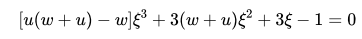 [u(w + u) − w]ξ³ + 3(w + u)ξ² + 3ξ − 1 = 0